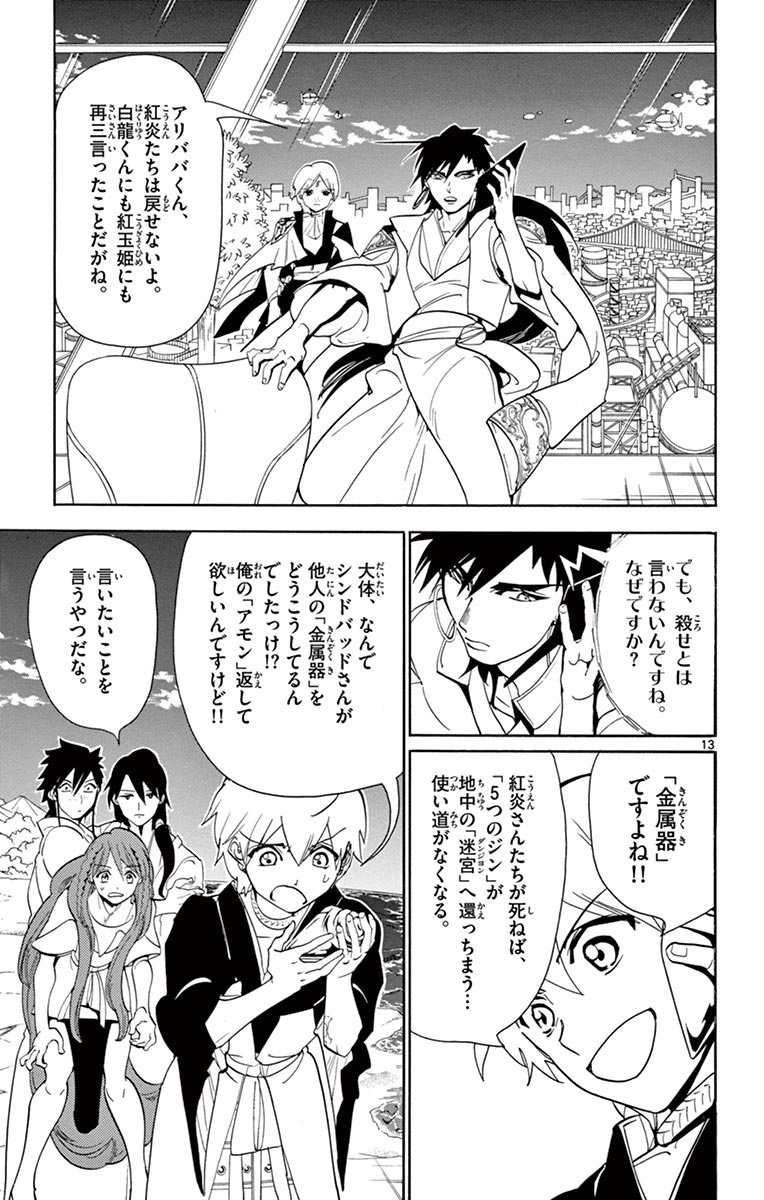 アリババくん、
紅炎たちは戻せないよ。
白龍くんにも紅玉姫にも
再三言ったことだがね。
でも、殺せとは
言わないんですね。
なぜですか？
13
「金属器」
ですよね!!
紅炎さんたちが死ねば、
「5つのジン」が
地中の「迷宮」へ還っちまう…
使い道がなくなる。
大体、なんで
シンドバッドさんが
他人の「金属器」を
どうこうしてるん
でしたっけ!?
俺の「アモン」返して
欲しいんですけど!!
言いたいことを
言うやつだな。